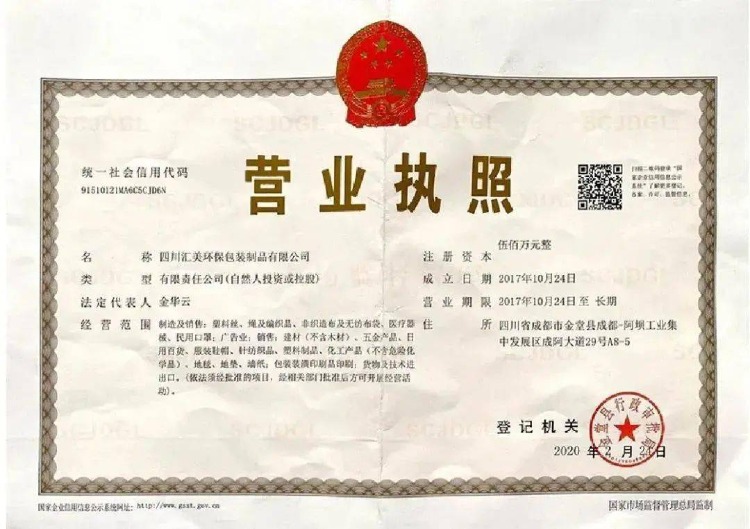 统一社会信用代码
91510121MA6C5CJD6N
营业执照
扫描二维码登录“国
家企业信用信息公示
系统”了解更多登记、
备案、许可、监管信息。
名称 四川汇美环保包装制品有限公司
类型 有限责任公司(自然人投资或控股)
法定代表人 金华云
经营范围 制造及销售：塑料丝、绳及编织品、非织造布及无纺布袋、医疗器
械、民用口罩；广告业；销售：建材（不含木材）、五金产品、日
用百货、服装鞋帽、针纺织品、塑料制品、化工产品（不含危险化
学品）、地毯、地垫、墙纸；包装装潢印刷品印刷；货物及技术进
出口。(依法须经批准的项目，经相关部门批准后方可开展经营活
动)。
注册资本 伍佰万元整
成立日期 2017年10月24日
营业期限 2017年10月24日至 长期
住所 四川省成都市金堂县成都-阿坝工业集
中发展区成阿大道29号A8-5
登记机关
金堂县行政审批局
2020 年 2 月 24 日
国家企业信用信息公示系统网址：http://www.gsxt.gov.cn
国家市场监督管理总局监制